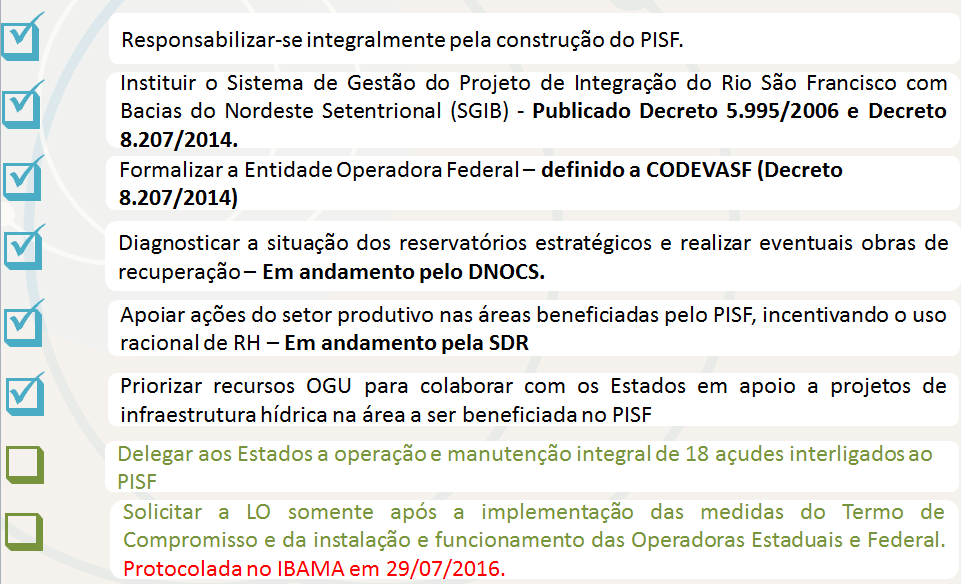 Responsabilizar-se integralmente pela construção do PISF.
Instituir o Sistema de Gestão do Projeto de Integração do Rio São Francisco com
Bacias do Nordeste Setentrional (SGIB) - Publicado Decreto 5.995/2006 e Decreto
8.207/2014.
Formalizar a Entidade Operadora Federal – definido a CODEVASF (Decreto
8.207/2014)
Diagnosticar a situação dos reservatórios estratégicos e realizar eventuais obras de
recuperação – Em andamento pelo DNOCS.
Apoiar ações do setor produtivo nas áreas beneficiadas pelo PISF, incentivando o uso
racional de RH – Em andamento pela SDR
Priorizar recursos OGU para colaborar com os Estados em apoio a projetos de
infraestrutura hídrica na área a ser beneficiada no PISF
Delegar aos Estados a operação e manutenção integral de 18 açudes interligados ao
PISF
Solicitar a LO somente após a implementação das medidas do Termo de
Compromisso e da instalação e funcionamento das Operadoras Estaduais e Federal.
Protocolada no IBAMA em 29/07/2016.